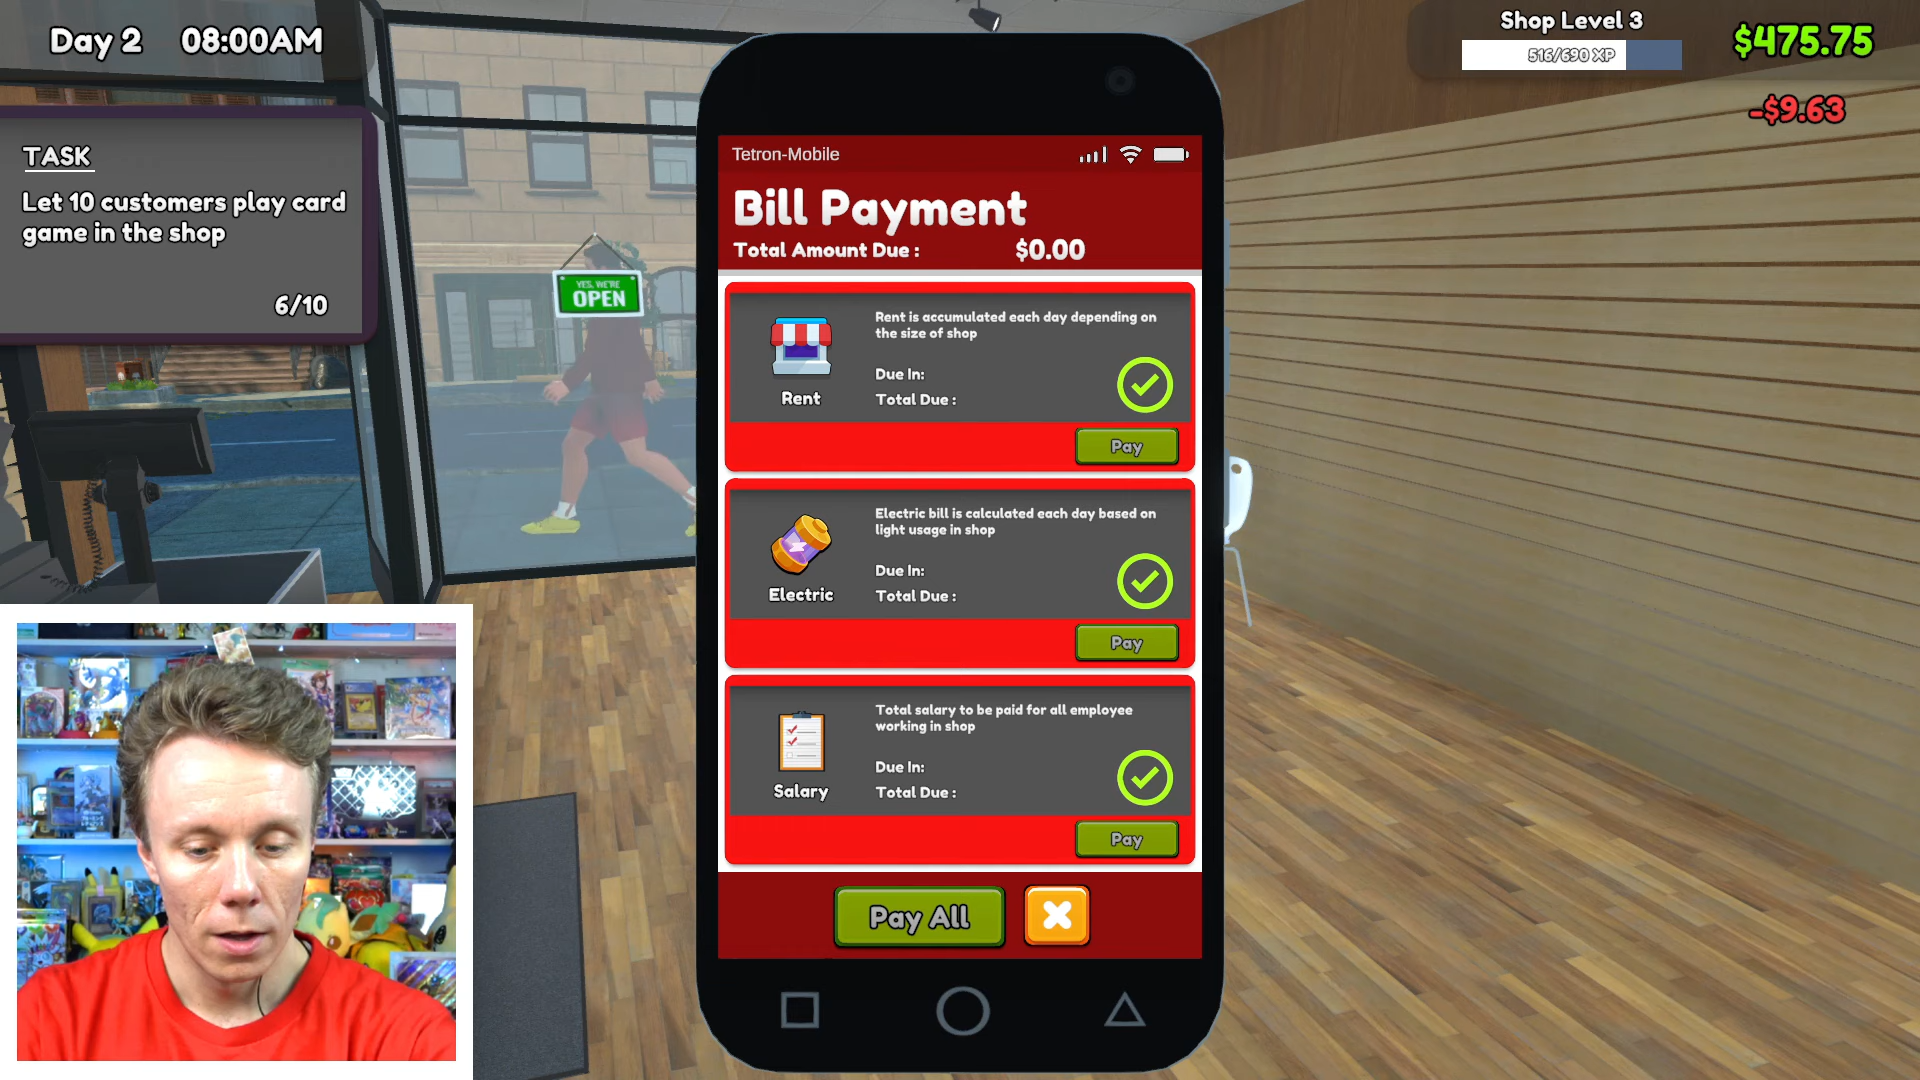 Day 2 08:00AM
Shop Level 3
516/690 XP
$475.75
-$9.63
TASK
Let 10 customers play card
game in the shop
6/10
YES, WE'RE
OPEN
Tetron-Mobile
Bill Payment
Total Amount Due : $0.00
Rent is accumulated each day depending on
the size of shop
Due In:
Total Due :
Rent
Pay
Electric bill is calculated each day based on
light usage in shop
Due In:
Total Due :
Electric
Pay
Total salary to be paid for all employee
working in shop
Due In:
Total Due :
Salary
Pay
Pay All